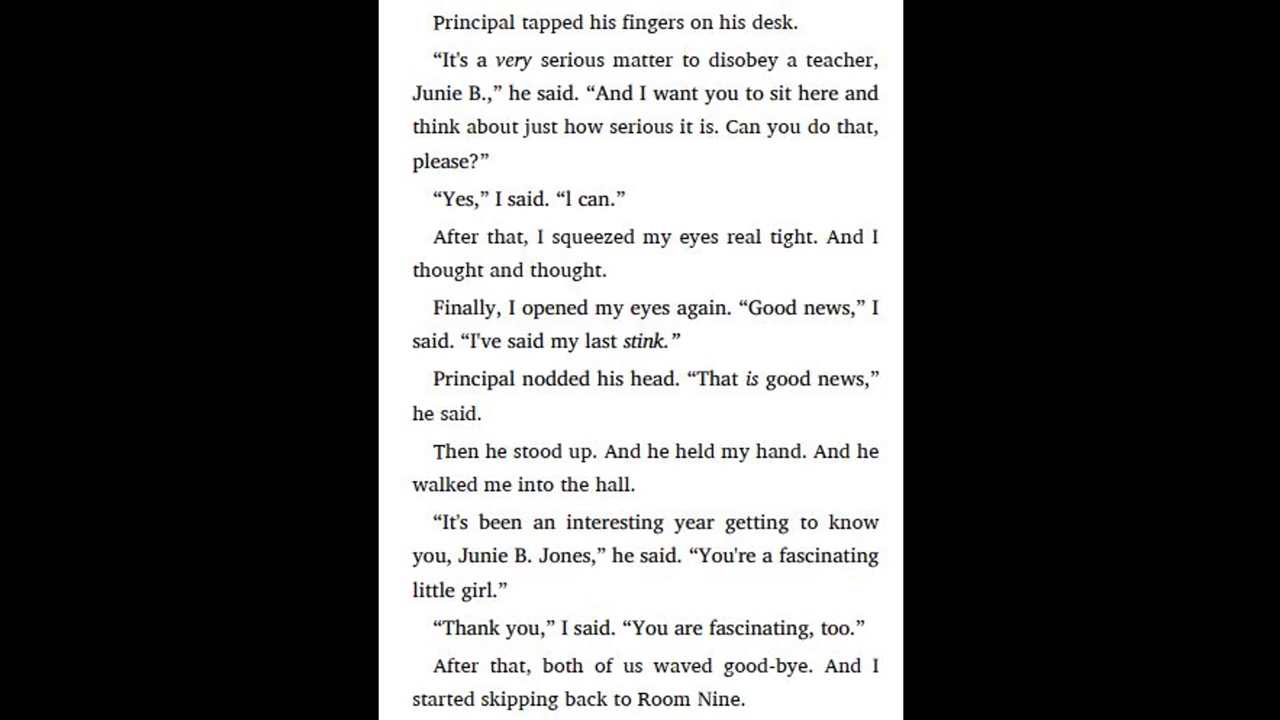 Principal tapped his fingers on his desk.
“It's a very serious matter to disobey a teacher,
Junie B.,” he said. “And I want you to sit here and
think about just how serious it is. Can you do that,
please?”
“Yes,” I said. “l can.”
After that, I squeezed my eyes real tight. And I
thought and thought.
Finally, I opened my eyes again. “Good news,” I
said. “I've said my last stink.”
Principal nodded his head. “That is good news,”
he said.
Then he stood up. And he held my hand. And he
walked me into the hall.
“It's been an interesting year getting to know
you, Junie B. Jones,” he said. “You're a fascinating
little girl.”
“Thank you,” I said. “You are fascinating, too.”
After that, both of us waved good-bye. And I
started skipping back to Room Nine.